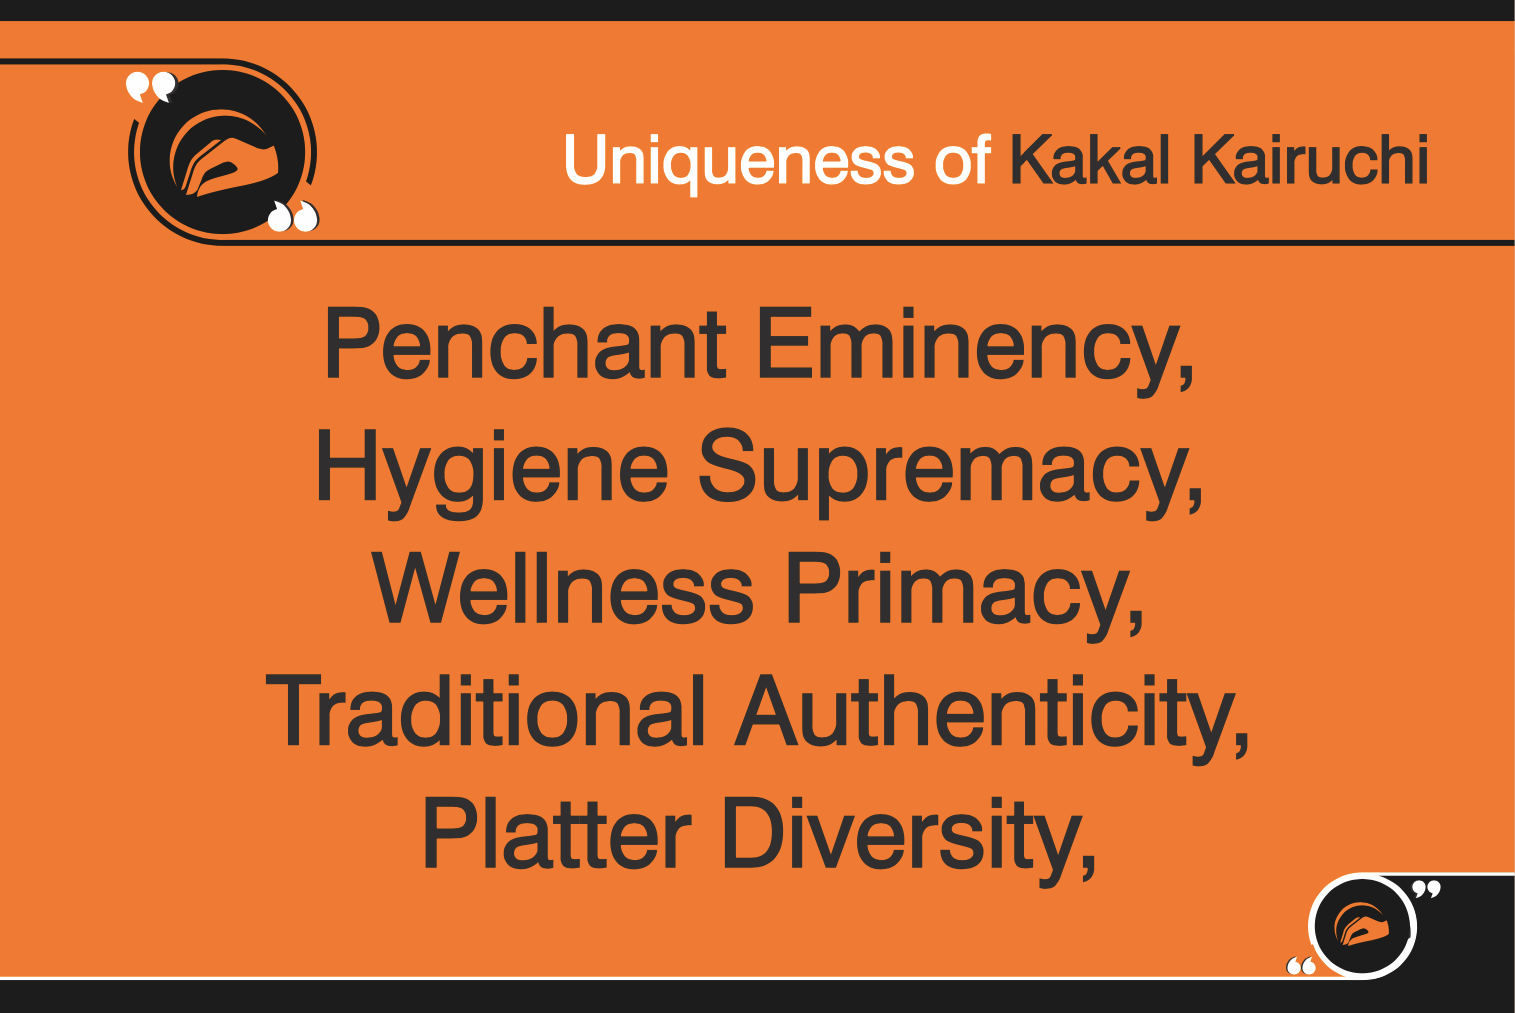 Uniqueness of Kakal Kairuchi
Penchant Eminency,
Hygiene Supremacy,
Wellness Primacy,
Traditional Authenticity,
Platter Diversity,